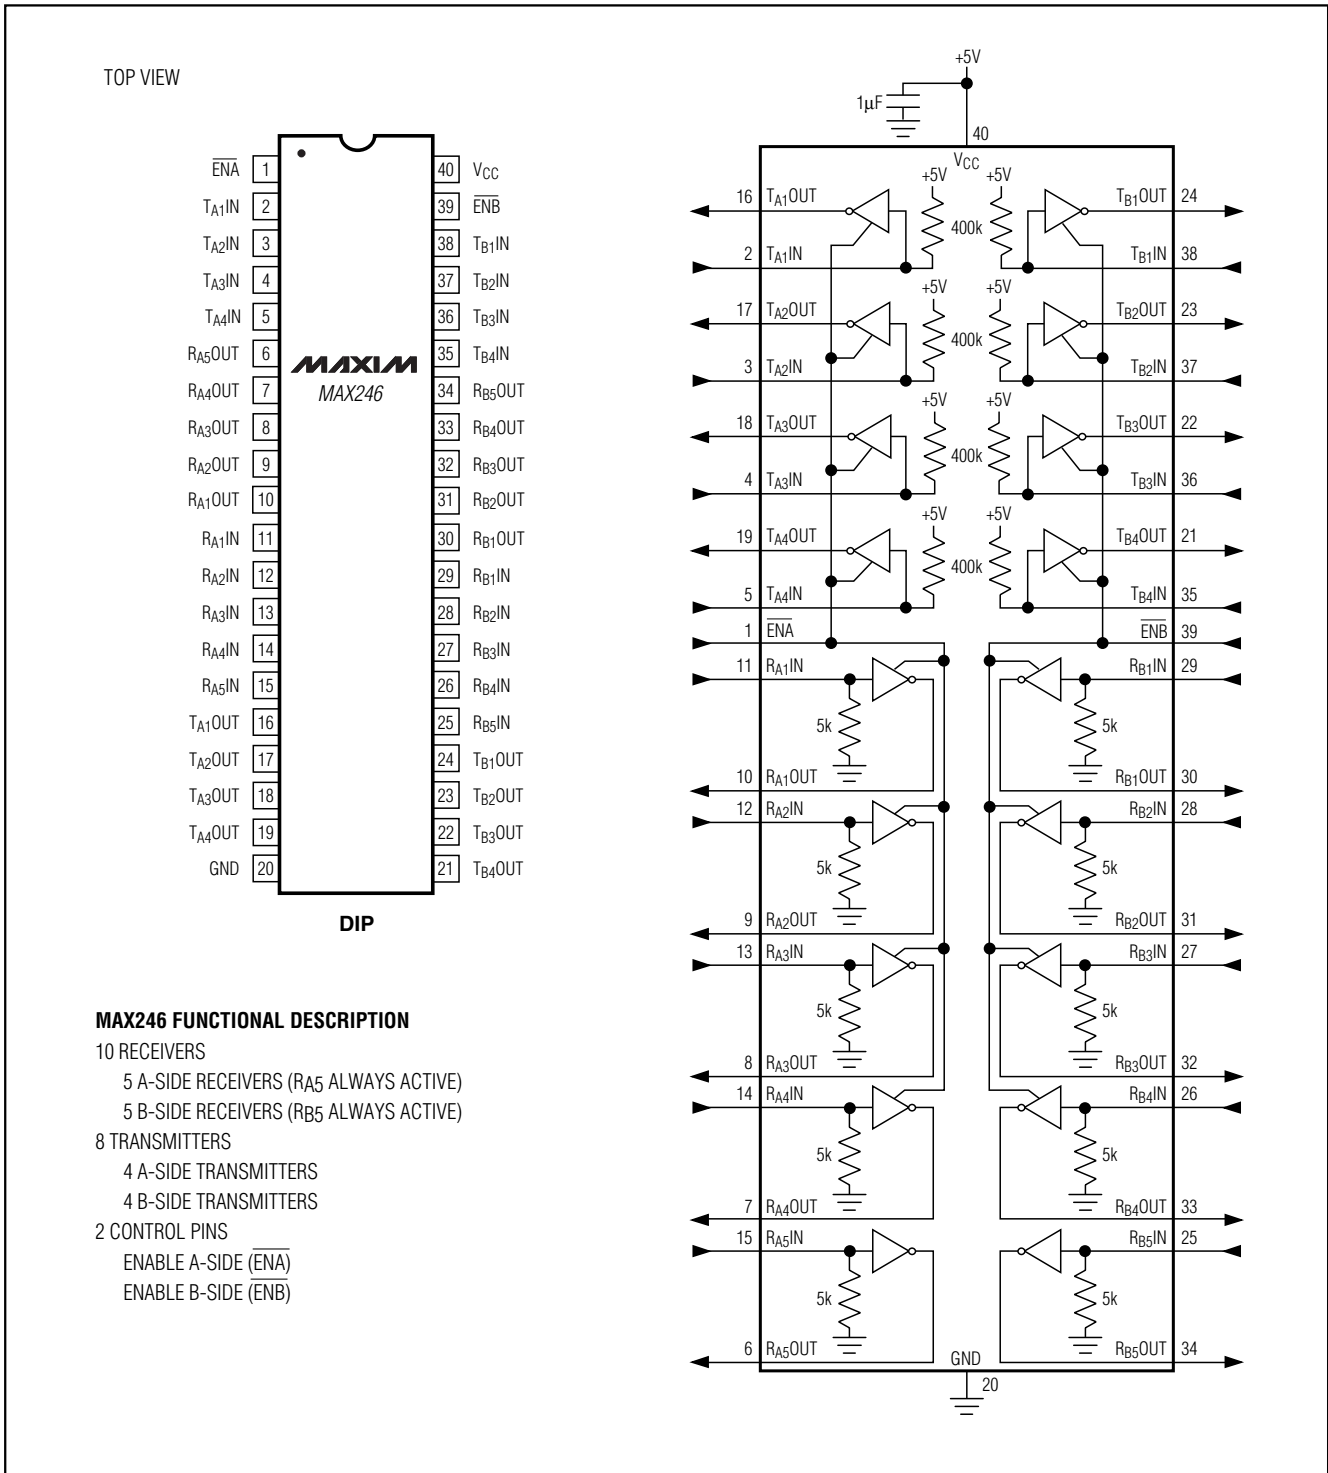 TOP VIEW
ENA 1
TA1IN 2
TA2IN 3
TA3IN 4
TA4IN 5
RA5OUT 6
RA4OUT 7
RA3OUT 8
RA2OUT 9
RA1OUT 10
RA1IN 11
RA2IN 12
RA3IN 13
RA4IN 14
RA5IN 15
TA1OUT 16
TA2OUT 17
TA3OUT 18
TA4OUT 19
GND 20
MAXIM
MAX246
40 VCC
39 ENB
38 TB1IN
37 TB2IN
36 TB3IN
35 TB4IN
34 RB5OUT
33 RB4OUT
32 RB3OUT
31 RB2OUT
30 RB1OUT
29 RB1IN
28 RB2IN
27 RB3IN
26 RB4IN
25 RB5IN
24 TB1OUT
23 TB2OUT
22 TB3OUT
21 TB4OUT
DIP
MAX246 FUNCTIONAL DESCRIPTION
10 RECEIVERS
5 A-SIDE RECEIVERS (RA5 ALWAYS ACTIVE)
5 B-SIDE RECEIVERS (RB5 ALWAYS ACTIVE)
8 TRANSMITTERS
4 A-SIDE TRANSMITTERS
4 B-SIDE TRANSMITTERS
2 CONTROL PINS
ENABLE A-SIDE (ENA)
ENABLE B-SIDE (ENB)
+5V
1µF
40
VCC
+5V +5V
16 TA1OUT TB1OUT 24
400k
2 TA1IN TB1IN 38
+5V +5V
17 TA2OUT TB2OUT 23
400k
3 TA2IN TB2IN 37
+5V +5V
18 TA3OUT TB3OUT 22
400k
4 TA3IN TB3IN 36
+5V +5V
19 TA4OUT TB4OUT 21
400k
5 TA4IN TB4IN 35
1 ENA ENB 39
11 RA1IN RB1IN 29
5k 5k
10 RA1OUT RB1OUT 30
12 RA2IN RB2IN 28
5k 5k
9 RA2OUT RB2OUT 31
13 RA3IN RB3IN 27
5k 5k
8 RA3OUT RB3OUT 32
14 RA4IN RB4IN 26
5k 5k
7 RA4OUT RB4OUT 33
15 RA5IN RB5IN 25
5k 5k
6 RA5OUT RB5OUT 34
GND
20